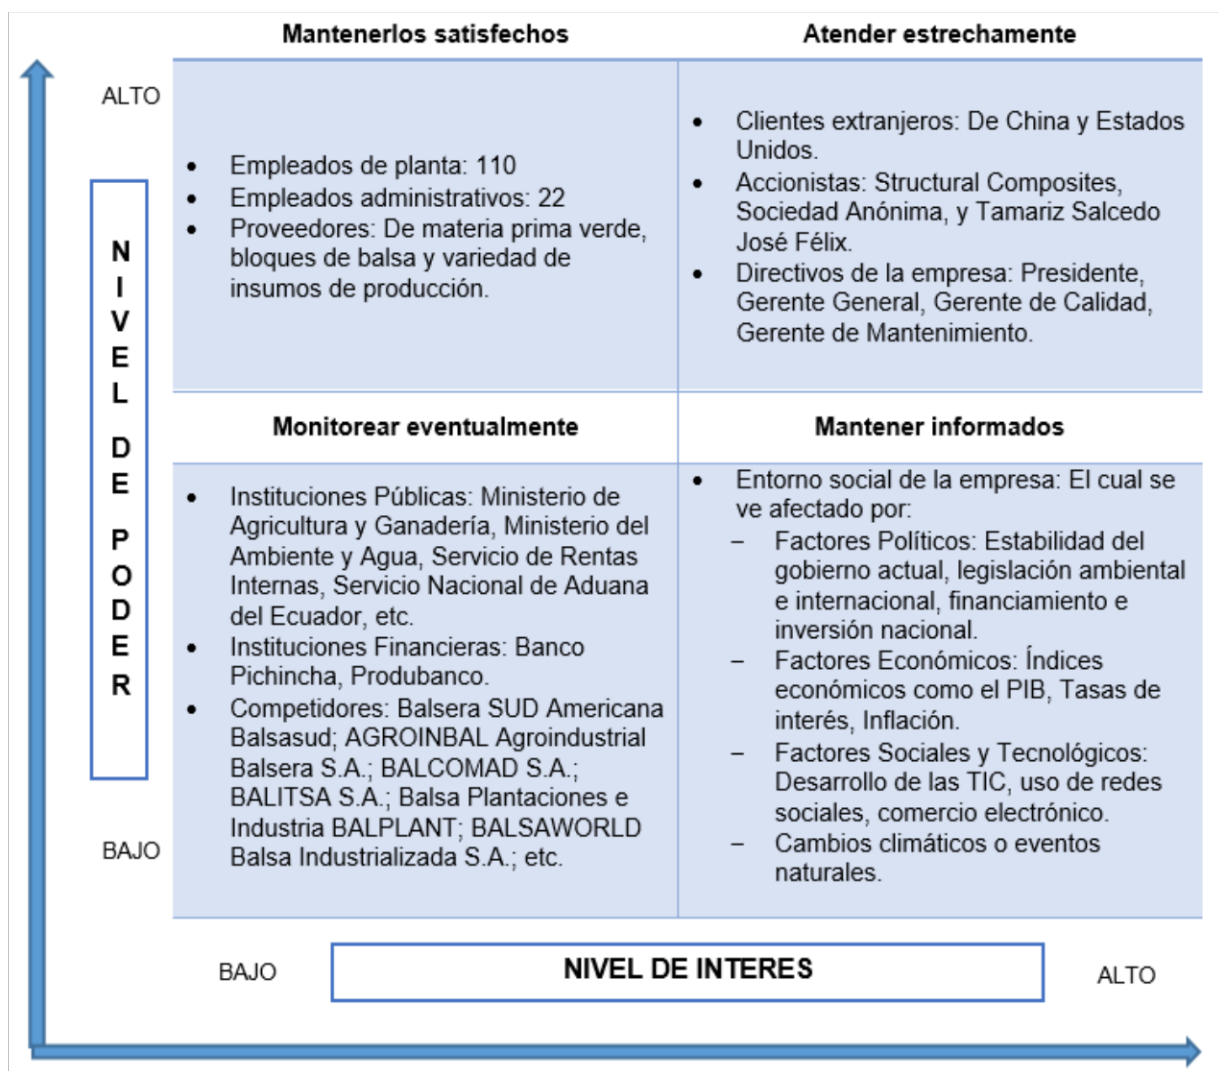 Mantenerlos satisfechos
Atender estrechamente
ALTO
• Empleados de planta: 110
• Empleados administrativos: 22
• Proveedores: De materia prima verde,
bloques de balsa y variedad de
insumos de producción.
• Clientes extranjeros: De China y Estados
Unidos.
• Accionistas: Structural Composites,
Sociedad Anónima, y Tamariz Salcedo
José Félix.
• Directivos de la empresa: Presidente,
Gerente General, Gerente de Calidad,
Gerente de Mantenimiento.
NIVEL DE PODER
Monitorear eventualmente
Mantener informados
• Instituciones Públicas: Ministerio de
Agricultura y Ganadería, Ministerio del
Ambiente y Agua, Servicio de Rentas
Internas, Servicio Nacional de Aduana
del Ecuador, etc.
• Instituciones Financieras: Banco
Pichincha, Produbanco.
• Competidores: Balsera SUD Americana
Balsasud; AGROINBAL Agroindustrial
Balsera S.A.; BALCOMAD S.A.;
BALITSA S.A.; Balsa Plantaciones e
Industria BALPLANT; BALSAWORLD
Balsa Industrializada S.A.; etc.
• Entorno social de la empresa: El cual se
ve afectado por:
– Factores Políticos: Estabilidad del
gobierno actual, legislación ambiental
e internacional, financiamiento e
inversión nacional.
– Factores Económicos: Índices
económicos como el PIB, Tasas de
interés, Inflación.
– Factores Sociales y Tecnológicos:
Desarrollo de las TIC, uso de redes
sociales, comercio electrónico.
– Cambios climáticos o eventos
naturales.
BAJO
BAJO
NIVEL DE INTERES
ALTO